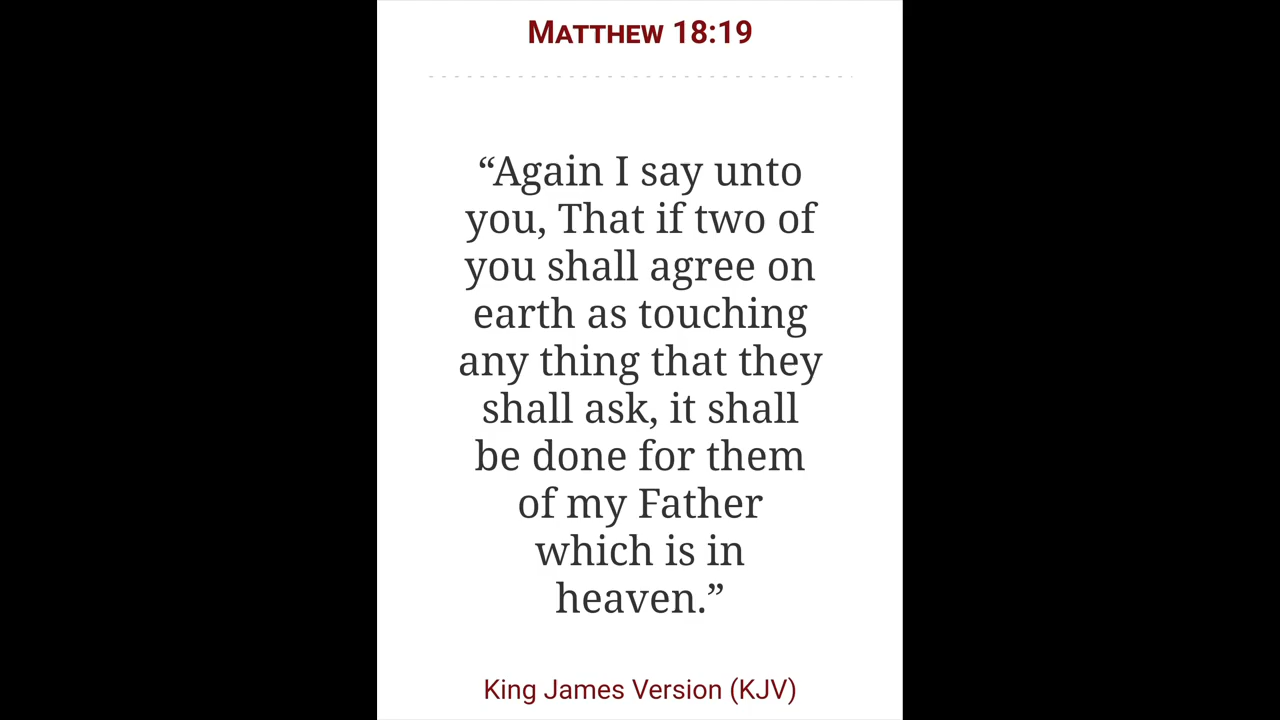 Matthew 18:19
“Again I say unto
you, That if two of
you shall agree on
earth as touching
any thing that they
shall ask, it shall
be done for them
of my Father
which is in
heaven.”
King James Version (KJV)